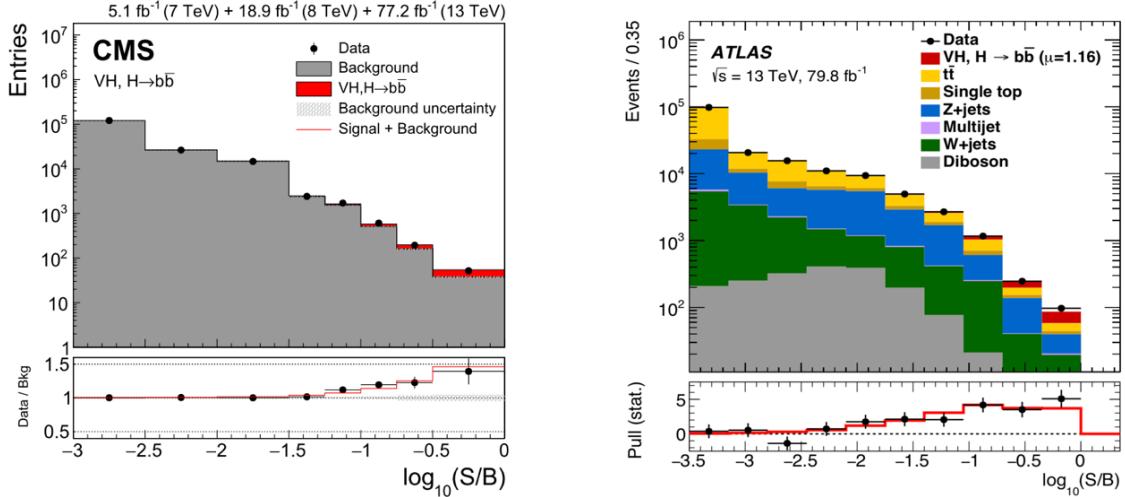 5.1 fb⁻¹ (7 TeV) + 18.9 fb⁻¹ (8 TeV) + 77.2 fb⁻¹ (13 TeV)
CMS
VH, H→bb̄
Data
Background
VH,H→bb̄
Background uncertainty
Signal + Background
Entries
10⁷
10⁶
10⁵
10⁴
10³
10²
10
1
Data / Bkg
1.5
1
0.5
−3 −2.5 −2 −1.5 −1 −0.5 0
log₁₀(S/B)
ATLAS
√s = 13 TeV, 79.8 fb⁻¹
Data
VH, H → bb̄ (μ=1.16)
tt̄
Single top
Z+jets
Multijet
W+jets
Diboson
Events / 0.35
10⁶
10⁵
10⁴
10³
10²
Pull (stat.)
5
0
−3.5 −3 −2.5 −2 −1.5 −1 −0.5 0
log₁₀(S/B)